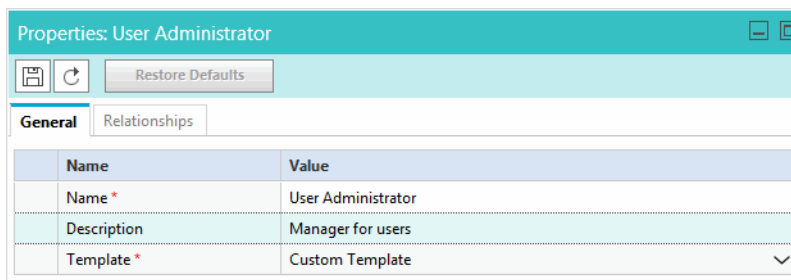 Properties: User Administrator
Restore Defaults
General Relationships
Name Value
Name * User Administrator
Description Manager for users
Template * Custom Template